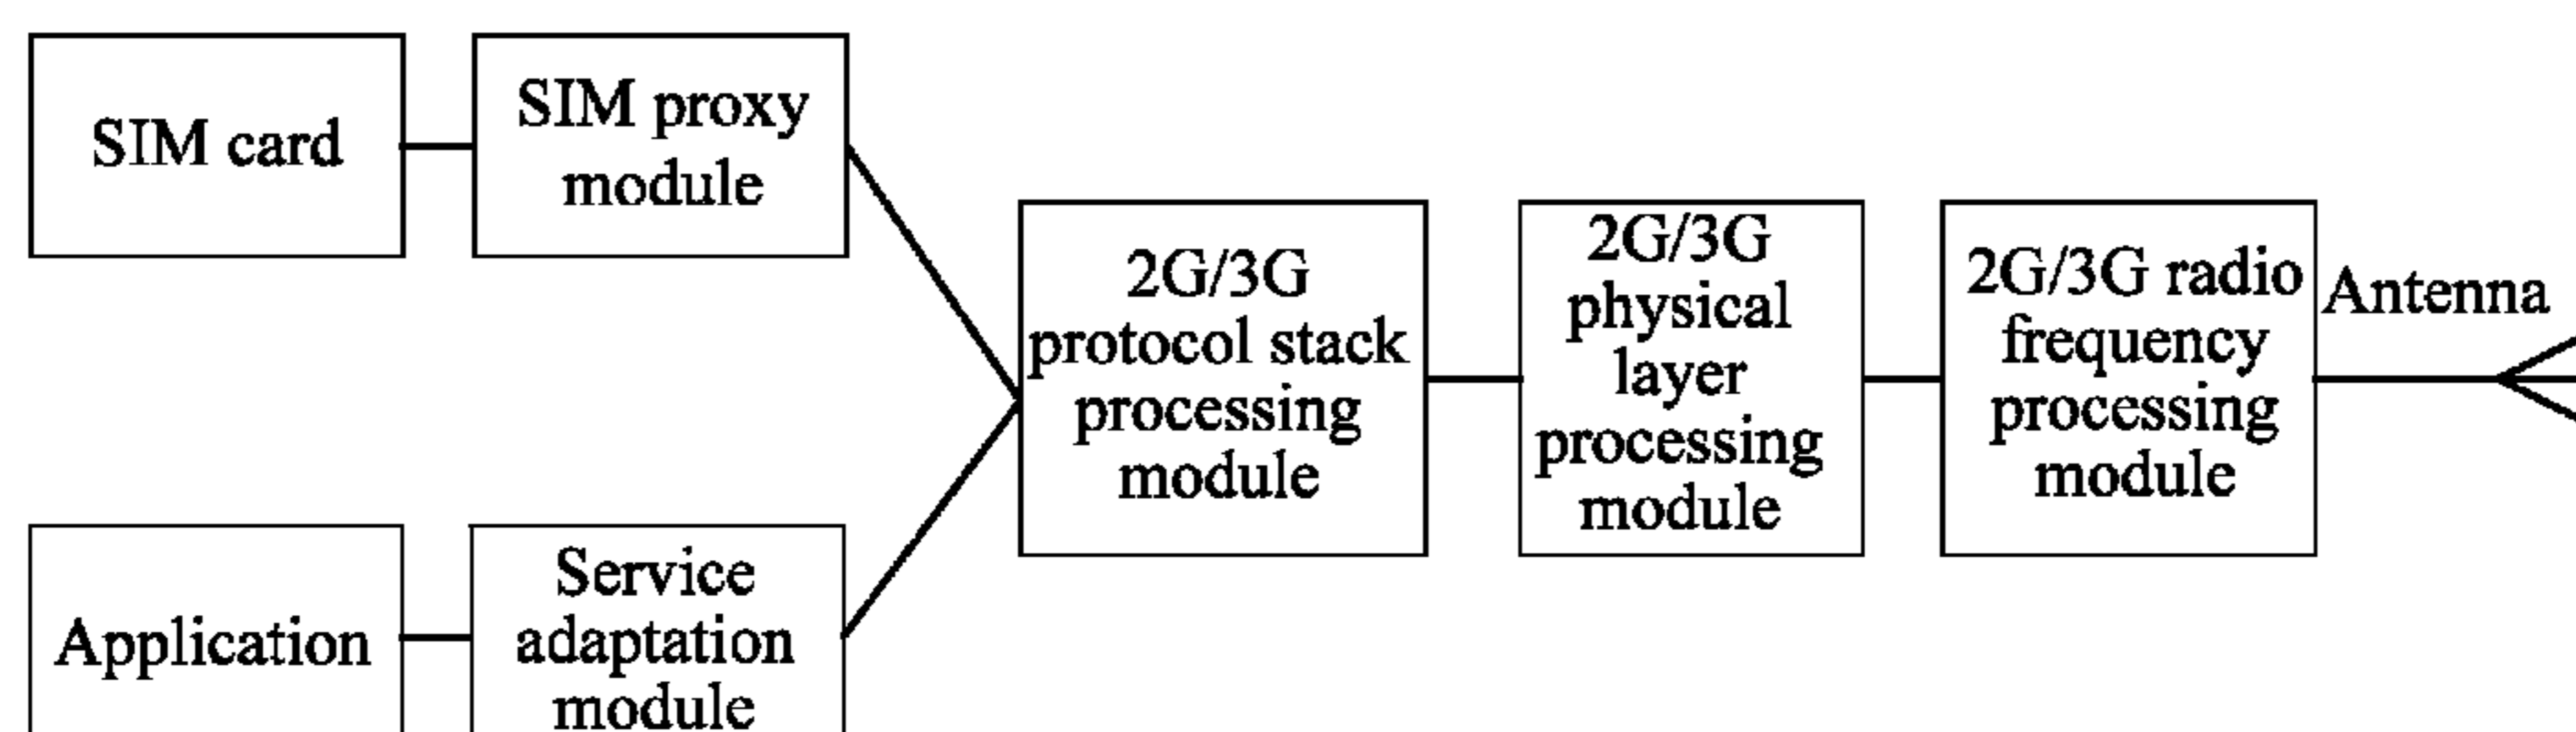 SIM card
SIM proxy
module
2G/3G
protocol stack
processing
module
2G/3G
physical
layer
processing
module
2G/3G radio
frequency
processing
module
Antenna
Application
Service
adaptation
module